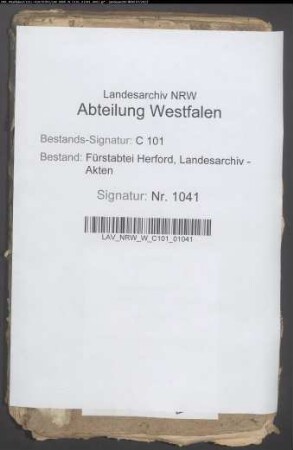 Landesarchiv NRW
Abteilung Westfalen
Bestands-Signatur: C 101
Bestand: Fürstabtei Herford, Landesarchiv -
Akten
Signatur: Nr. 1041
LAV_NRW_W_C101_01041